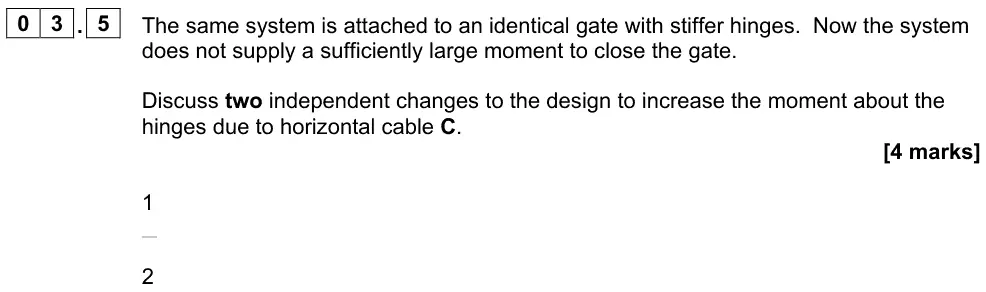 0 3 . 5 The same system is attached to an identical gate with stiffer hinges. Now the system
does not supply a sufficiently large moment to close the gate.
Discuss two independent changes to the design to increase the moment about the
hinges due to horizontal cable C.
[4 marks]
1
2